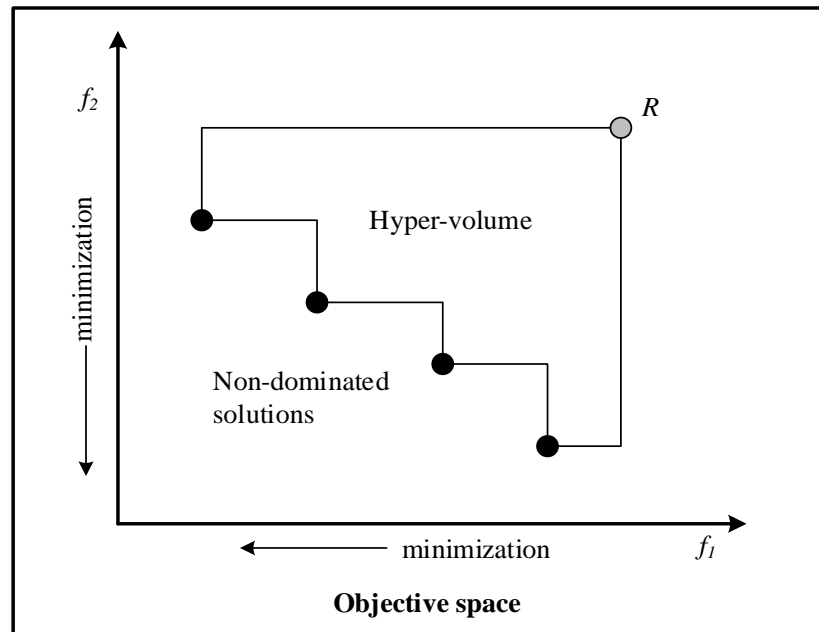 f2
R
Hyper-volume
minimization
Non-dominated
solutions
minimization
f1
Objective space